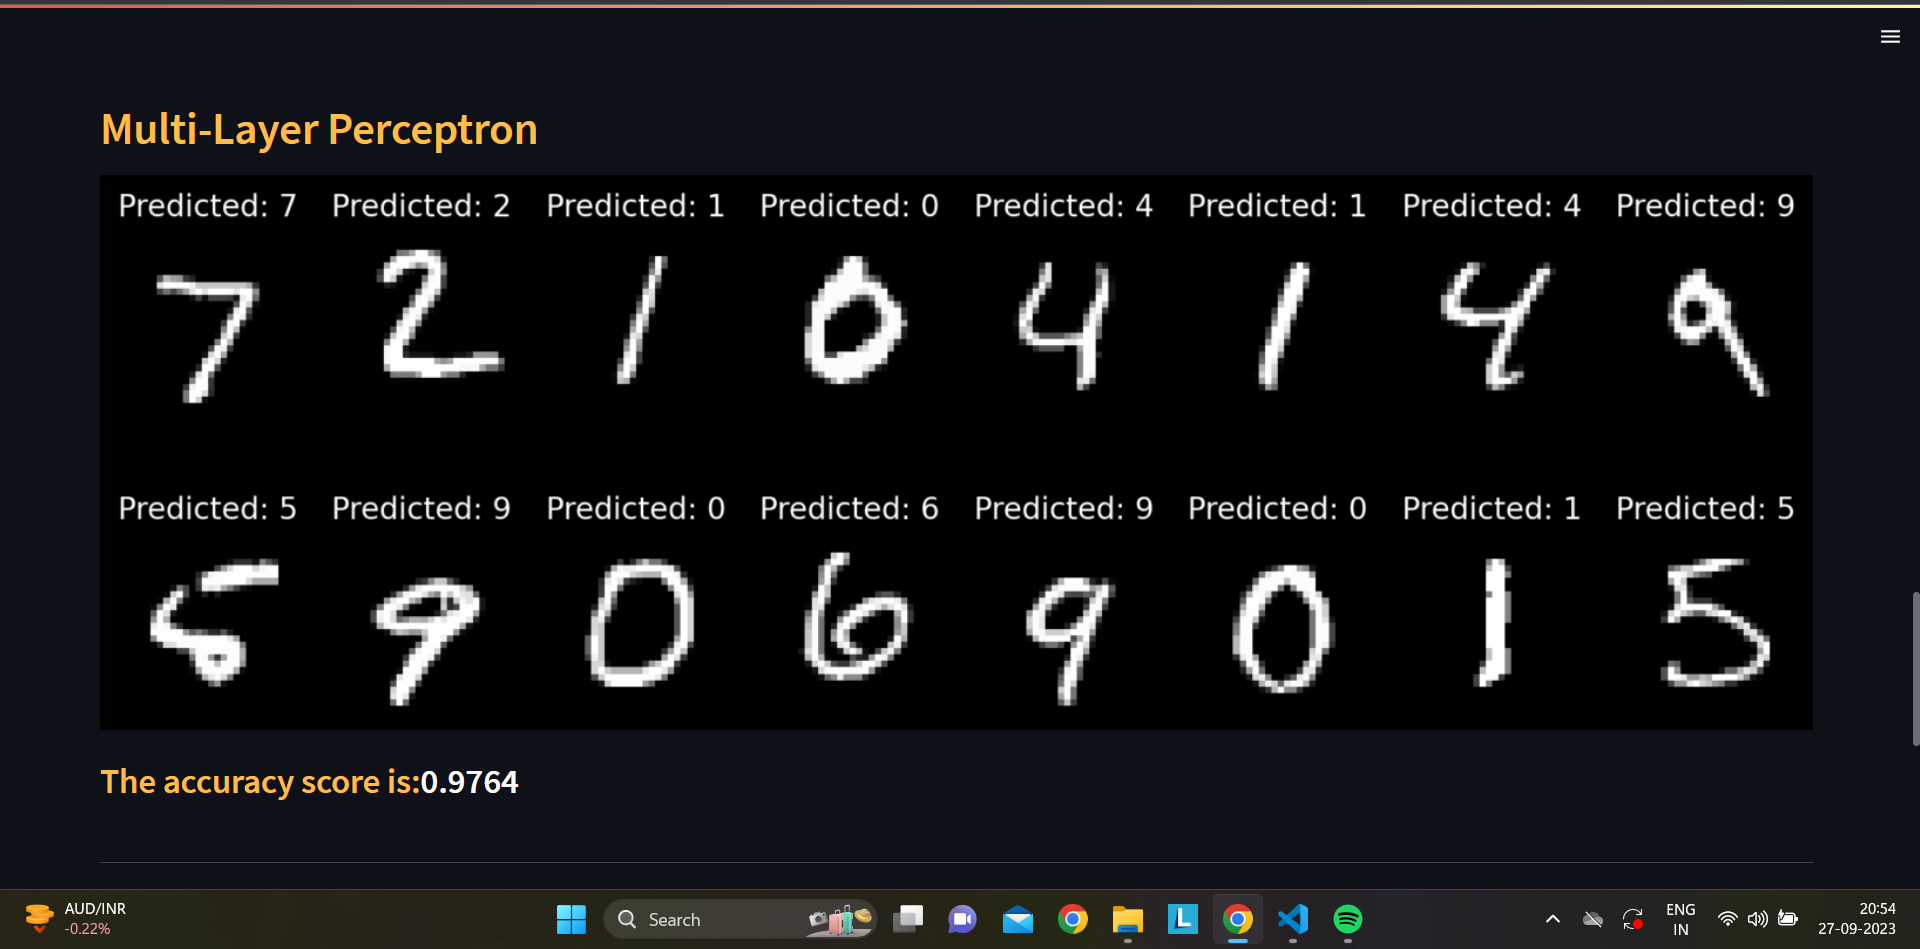 Multi-Layer Perceptron
Predicted: 7 Predicted: 2 Predicted: 1 Predicted: 0 Predicted: 4 Predicted: 1 Predicted: 4 Predicted: 9
7 2 1 0 4 1 4 9
Predicted: 5 Predicted: 9 Predicted: 0 Predicted: 6 Predicted: 9 Predicted: 0 Predicted: 1 Predicted: 5
5 9 0 6 9 0 1 5
The accuracy score is:0.9764
AUD/INR
-0.22%
Search
L
ENG
IN
20:54
27-09-2023